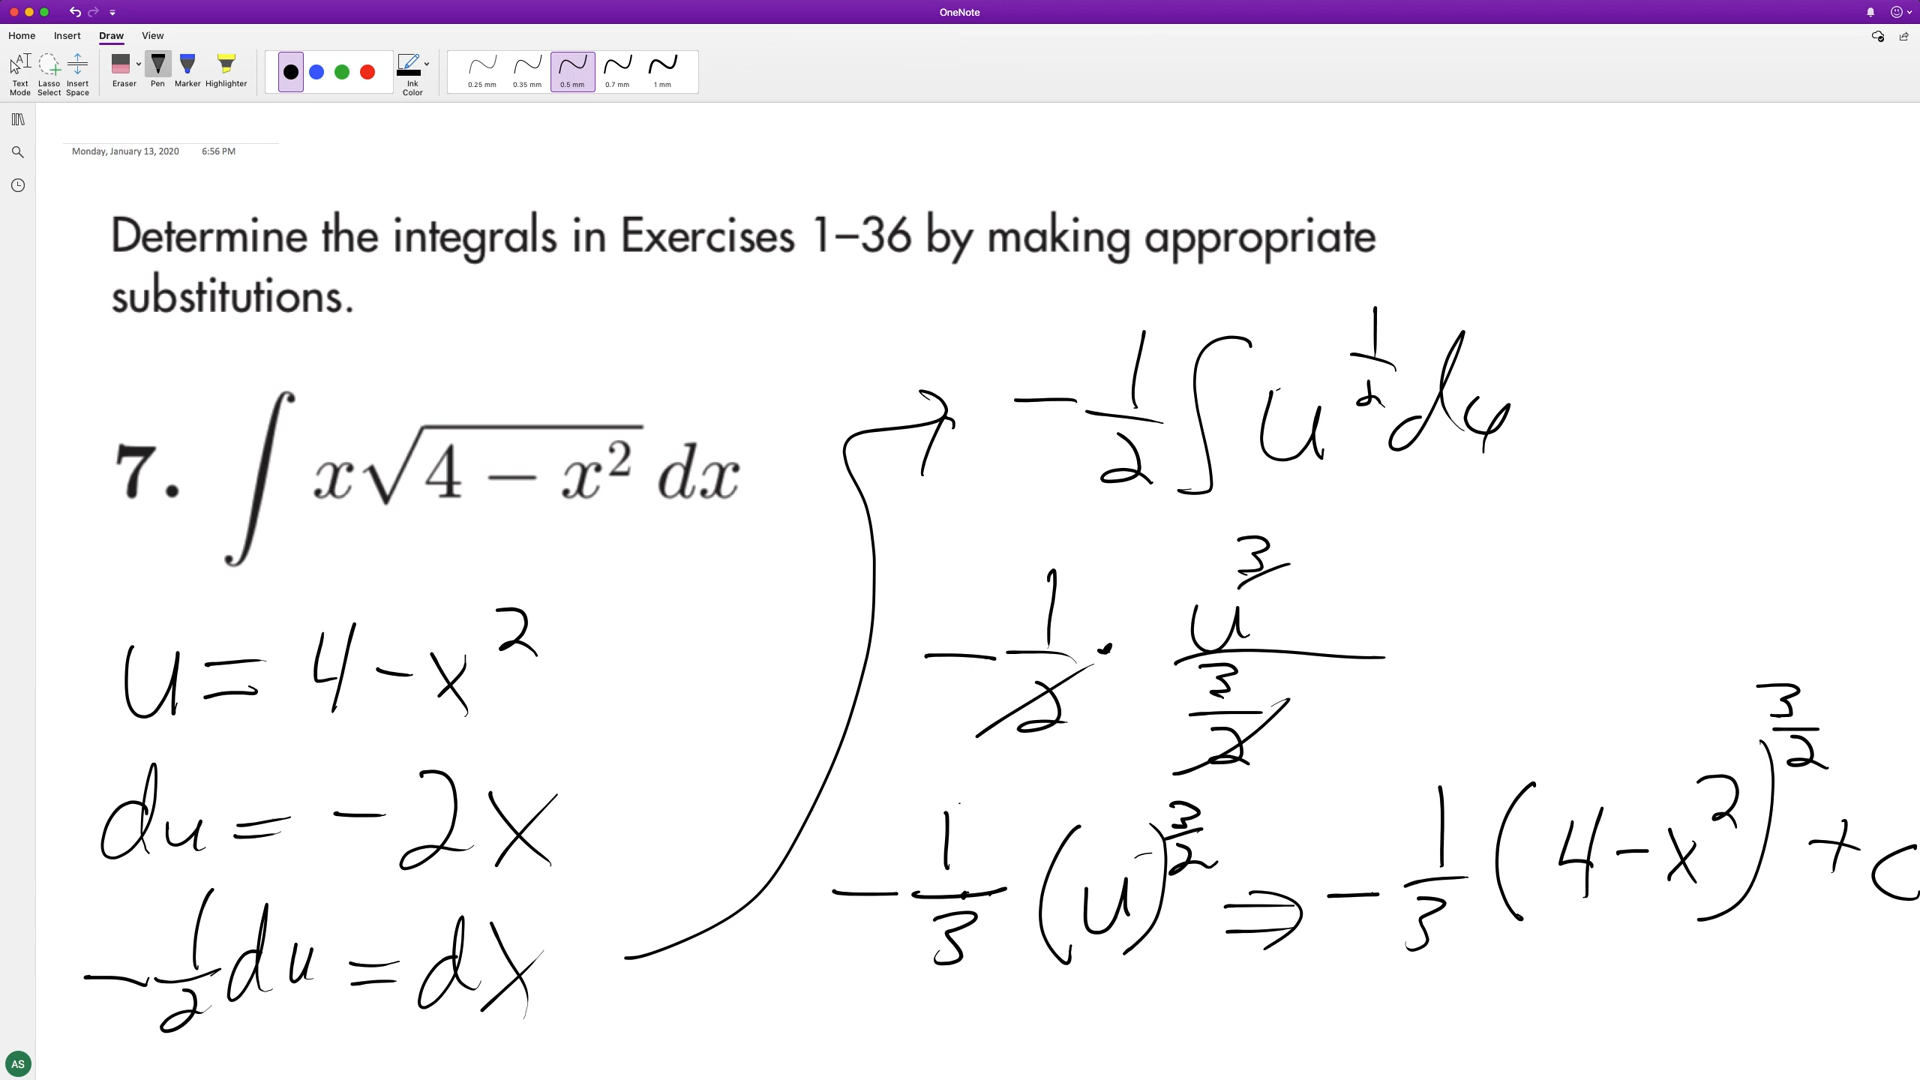 OneNote
Home Insert Draw View
Text Mode Lasso Select Insert Space Eraser Pen Marker Highlighter Ink Color 0.25 mm 0.35 mm 0.5 mm 0.7 mm 1 mm
Monday, January 13, 2020 6:56 PM
Determine the integrals in Exercises 1–36 by making appropriate
substitutions.
7. ∫ x√(4 − x²) dx
u = 4 - x²
du = -2x
-1/2 du = dx
-1/2 ∫ u^(1/2) du
-1/2 · u^3/ / (3/2)
-1/3 (u)^(3/2) ⇒ -1/3 (4 - x²)^(3/2) + C
AS